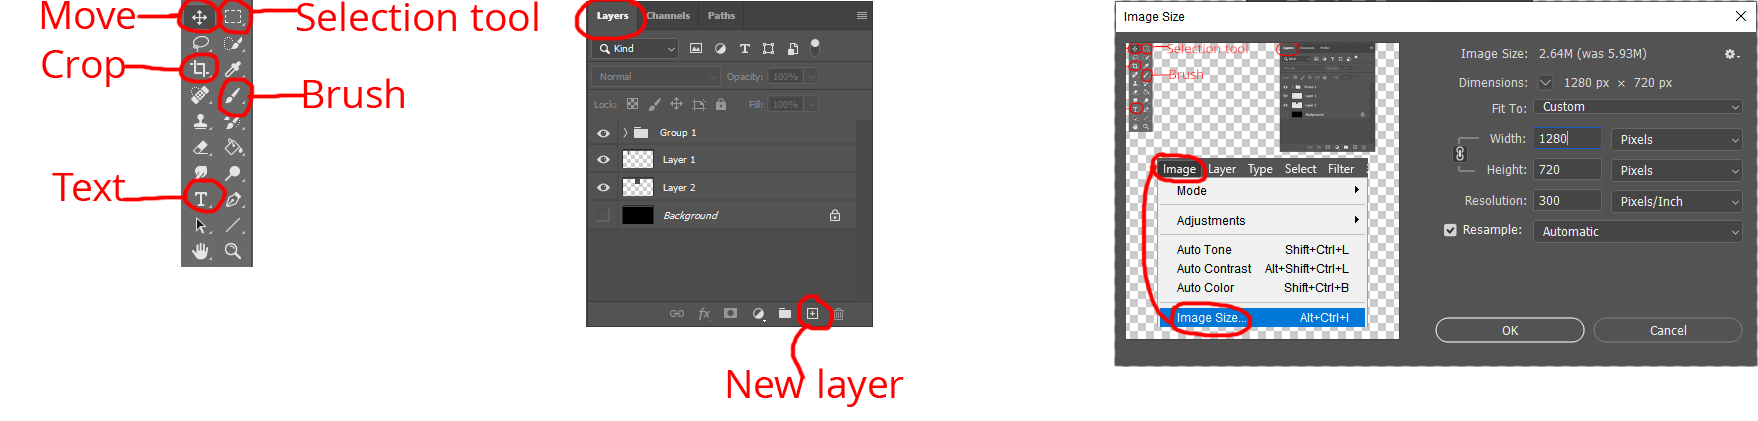 Move
Selection tool
Crop
Brush
Text
T
Layers Channels Paths
Kind
T
Normal Opacity: 100%
Lock: Fill: 100%
Group 1
Layer 1
Layer 2
Background
fx
New layer
Image Size
Selection tool
Brush
Image Layer Type Select Filter
Mode
Adjustments
Auto Tone Shift+Ctrl+L
Auto Contrast Alt+Shift+Ctrl+L
Auto Color Shift+Ctrl+B
Image Size... Alt+Ctrl+I
Image Size: 2.64M (was 5.93M)
Dimensions: 1280 px × 720 px
Fit To: Custom
Width: 1280 Pixels
Height: 720 Pixels
Resolution: 300 Pixels/Inch
Resample: Automatic
OK Cancel